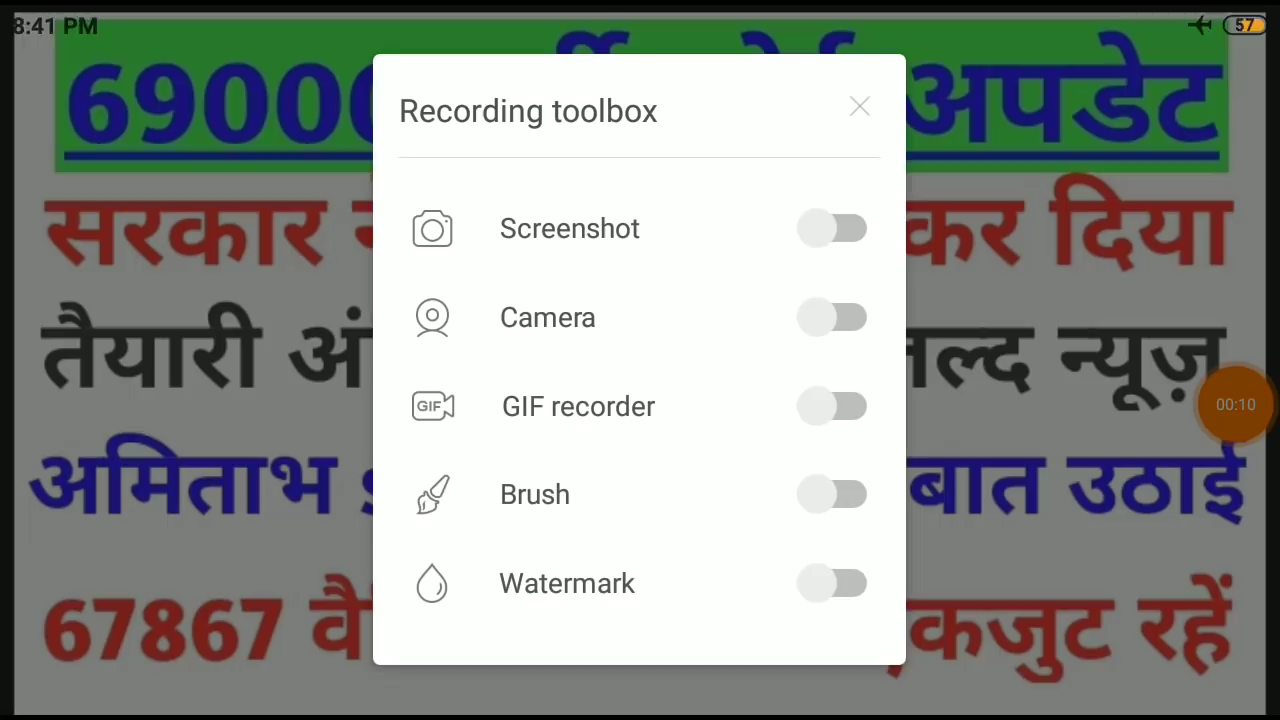 8:41 PM
57
6900 अपडेट
Recording toolbox
सरकार कर दिया
Screenshot
तैयारी न्यूज़
Camera
00:10
GIF
GIF recorder
अमिताभ बात उठाई
Brush
67867 एकजुट रहें
Watermark